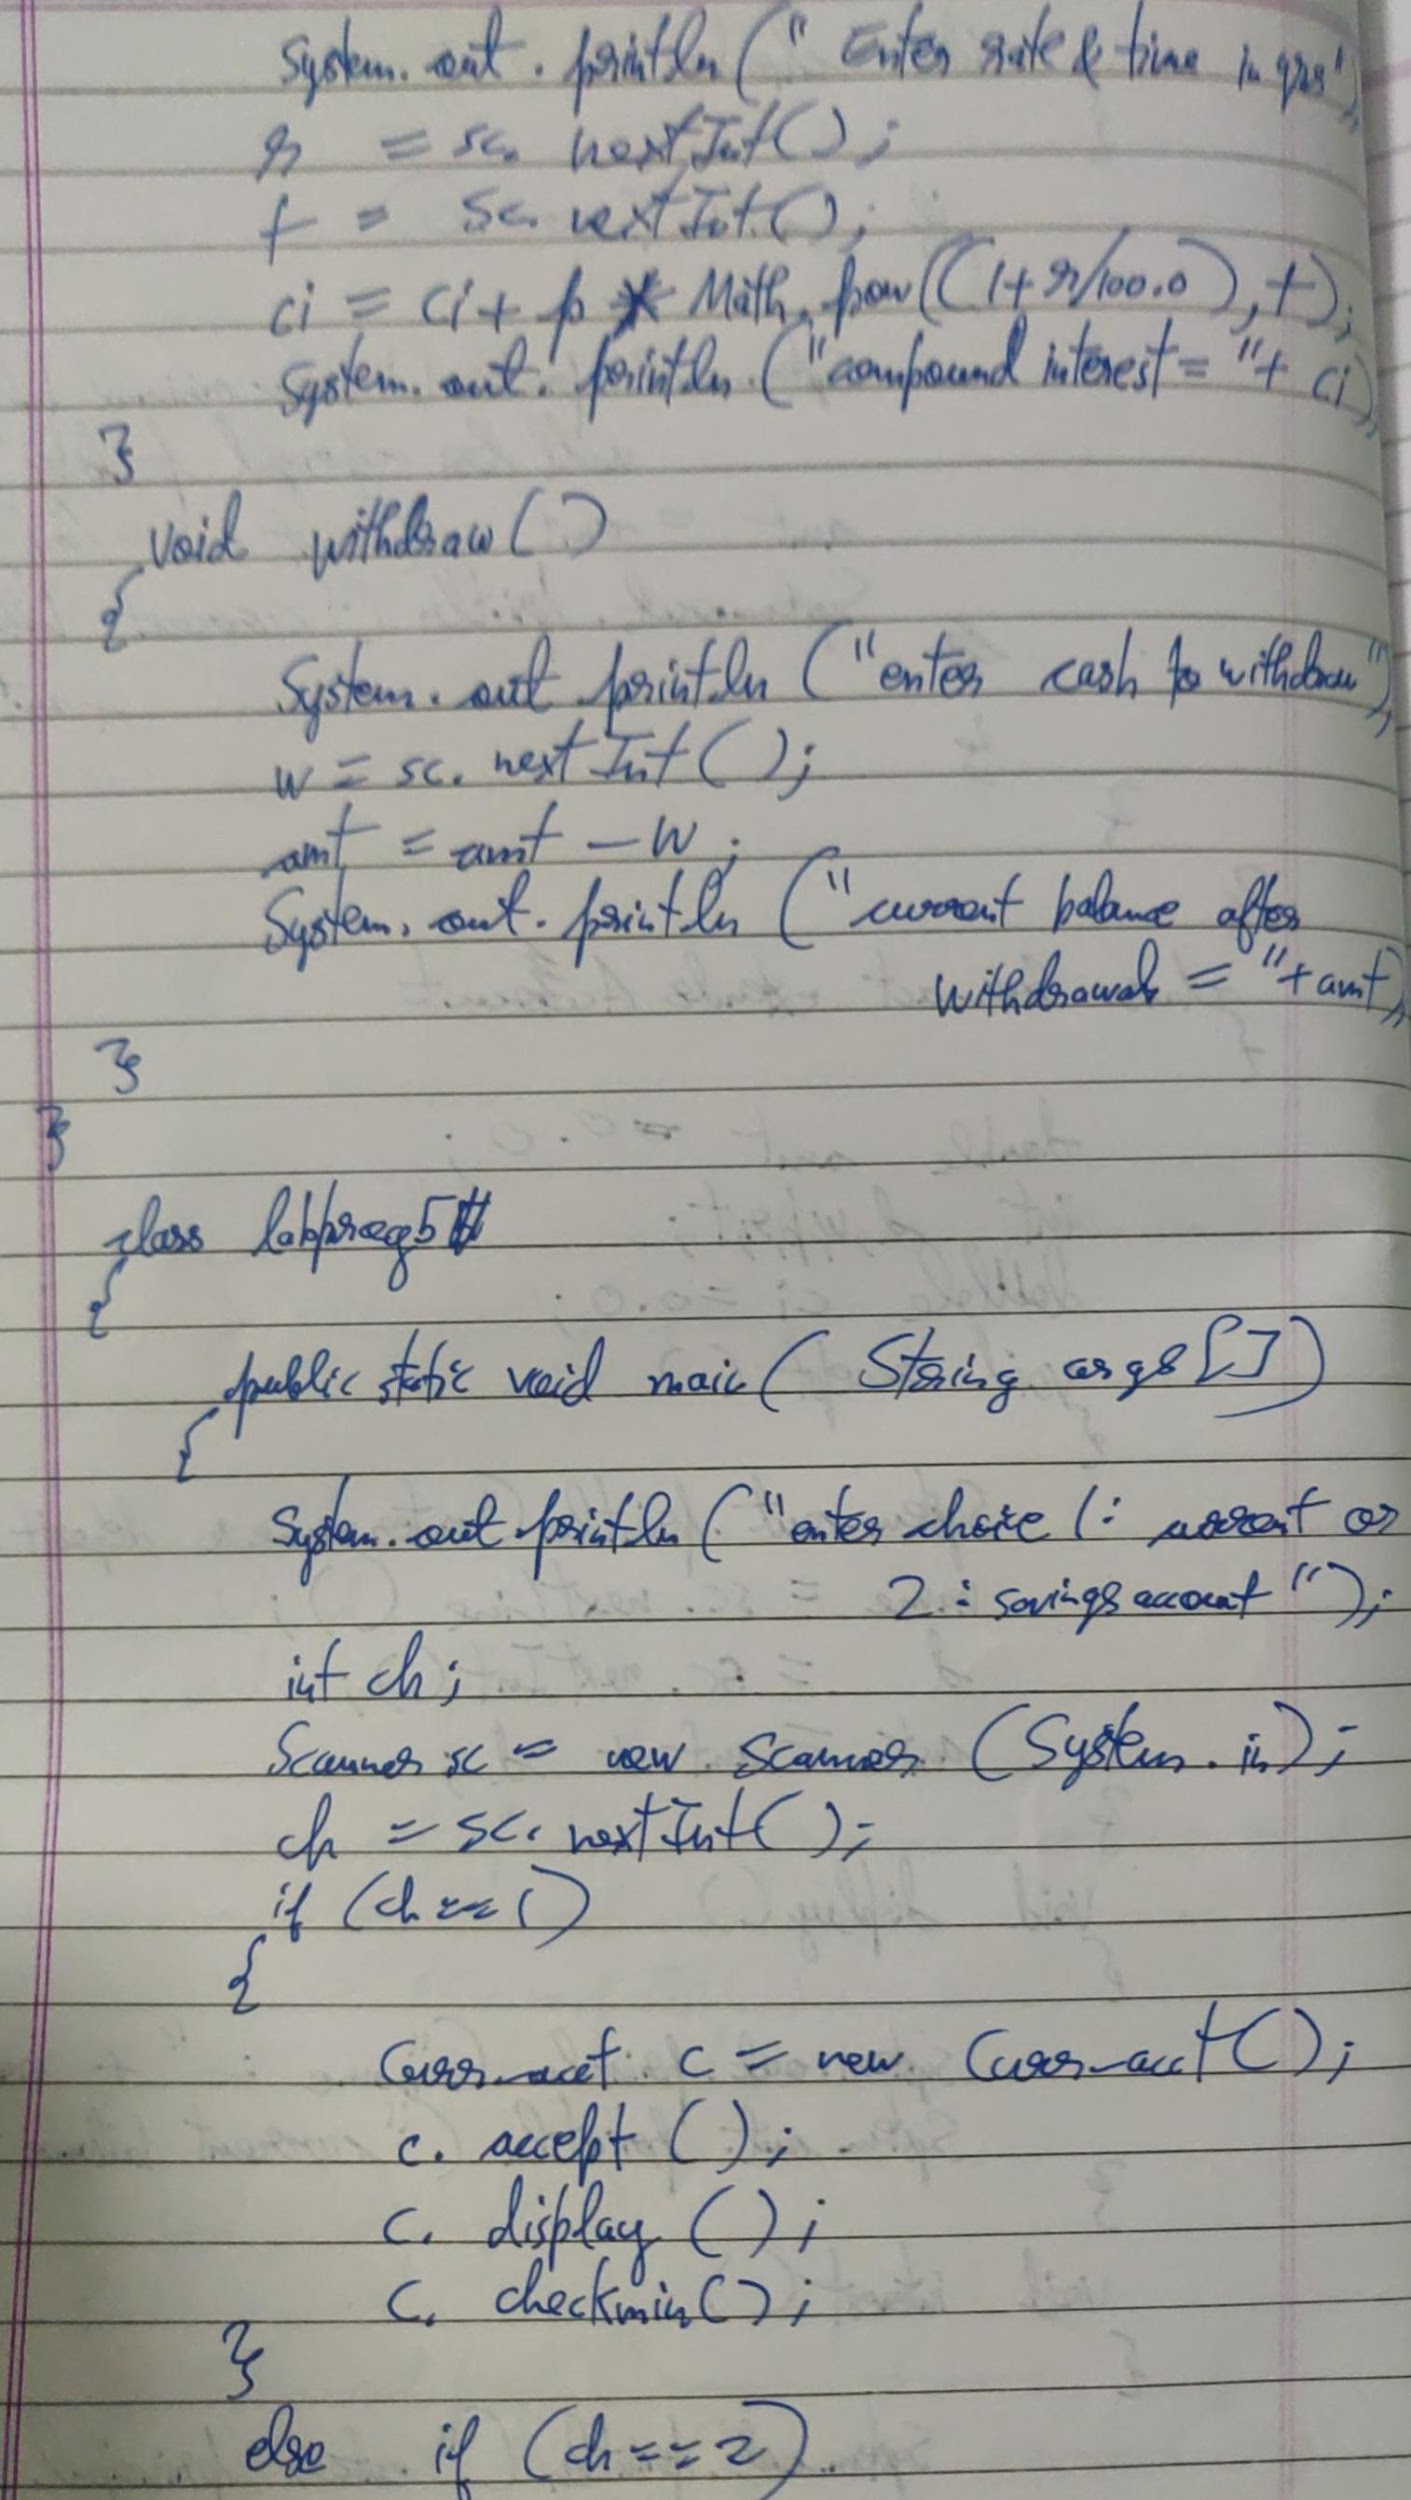 System.out.println(" Enter rate & time in yrs");
r = sc. nextInt();
t = sc. nextInt();
ci = ci + p * Math.pow((1+r/100.0), t);
System.out.println ("compound interest = "+ ci);
}
void withdraw()
{
System.out println ("enter cash to withdraw");
w = sc. nextInt();
amt = amt - w;
System.out.println ("current balance after
withdrawal = "+amt);
}
}
class labprog5
{
public static void main( String args[])
{
System.out println ("enter choice 1: current or
2: savings account ");
int ch;
Scanner sc = new Scanner (System.in);
ch = sc. nextInt();
if (ch==1)
{
Curr-acct c = new Curr-acct();
c. accept ();
c. display ();
c. checkmin();
}
else if (ch==2)